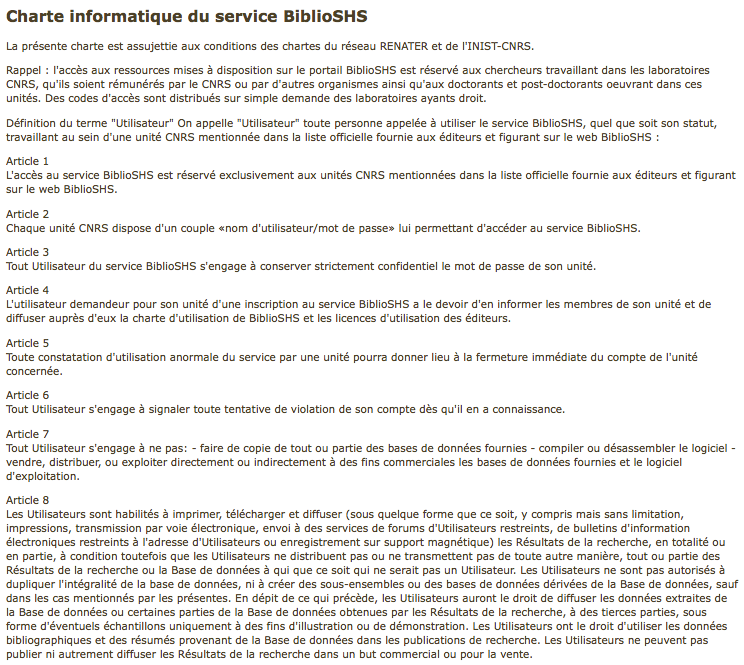 Charte informatique du service BiblioSHS
La présente charte est assujettie aux conditions des chartes du réseau RENATER et de l'INIST-CNRS.
Rappel : l'accès aux ressources mises à disposition sur le portail BiblioSHS est réservé aux chercheurs travaillant dans les laboratoires
CNRS, qu'ils soient rémunérés par le CNRS ou par d'autres organismes ainsi qu'aux doctorants et post-doctorants oeuvrant dans ces
unités. Des codes d'accès sont distribués sur simple demande des laboratoires ayants droit.
Définition du terme "Utilisateur" On appelle "Utilisateur" toute personne appelée à utiliser le service BiblioSHS, quel que soit son statut,
travaillant au sein d'une unité CNRS mentionnée dans la liste officielle fournie aux éditeurs et figurant sur le web BiblioSHS :
Article 1
L'accès au service BiblioSHS est réservé exclusivement aux unités CNRS mentionnées dans la liste officielle fournie aux éditeurs et figurant
sur le web BiblioSHS.
Article 2
Chaque unité CNRS dispose d'un couple «nom d'utilisateur/mot de passe» lui permettant d'accéder au service BiblioSHS.
Article 3
Tout Utilisateur du service BiblioSHS s'engage à conserver strictement confidentiel le mot de passe de son unité.
Article 4
L'utilisateur demandeur pour son unité d'une inscription au service BiblioSHS a le devoir d'en informer les membres de son unité et de
diffuser auprès d'eux la charte d'utilisation de BiblioSHS et les licences d'utilisation des éditeurs.
Article 5
Toute constatation d'utilisation anormale du service par une unité pourra donner lieu à la fermeture immédiate du compte de l'unité
concernée.
Article 6
Tout Utilisateur s'engage à signaler toute tentative de violation de son compte dès qu'il en a connaissance.
Article 7
Tout Utilisateur s'engage à ne pas: - faire de copie de tout ou partie des bases de données fournies - compiler ou désassembler le logiciel -
vendre, distribuer, ou exploiter directement ou indirectement à des fins commerciales les bases de données fournies et le logiciel
d'exploitation.
Article 8
Les Utilisateurs sont habilités à imprimer, télécharger et diffuser (sous quelque forme que ce soit, y compris mais sans limitation,
impressions, transmission par voie électronique, envoi à des services de forums d'Utilisateurs restreints, de bulletins d'information
électroniques restreints à l'adresse d'Utilisateurs ou enregistrement sur support magnétique) les Résultats de la recherche, en totalité ou
en partie, à condition toutefois que les Utilisateurs ne distribuent pas ou ne transmettent pas de toute autre manière, tout ou partie des
Résultats de la recherche ou la Base de données à qui que ce soit qui ne serait pas un Utilisateur. Les Utilisateurs ne sont pas autorisés à
dupliquer l'intégralité de la base de données, ni à créer des sous-ensembles ou des bases de données dérivées de la Base de données, sauf
dans les cas mentionnés par les présentes. En dépit de ce qui précède, les Utilisateurs auront le droit de diffuser les données extraites de
la Base de données ou certaines parties de la Base de données obtenues par les Résultats de la recherche, à des tierces parties, sous
forme d'éventuels échantillons uniquement à des fins d'illustration ou de démonstration. Les Utilisateurs ont le droit d'utiliser les données
bibliographiques et des résumés provenant de la Base de données dans les publications de recherche. Les Utilisateurs ne peuvent pas
publier ni autrement diffuser les Résultats de la recherche dans un but commercial ou pour la vente.